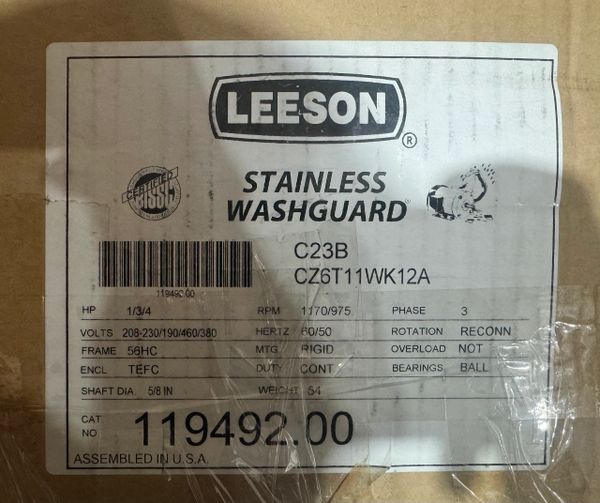 LEESON
®
CERTIFIED
BISSC
STAINLESS
WASHGUARD®
C23B
CZ6T11WK12A
119492.00
HP 1/3/4 RPM 1170/975 PHASE 3
VOLTS 208-230/190/460/380 HERTZ 60/50 ROTATION RECONN
FRAME 56HC MTG RIGID OVERLOAD NOT
ENCL TEFC DUTY CONT BEARINGS BALL
SHAFT DIA. 5/8 IN WEIGHT 54
CAT
NO 119492.00
ASSEMBLED IN U.S.A.